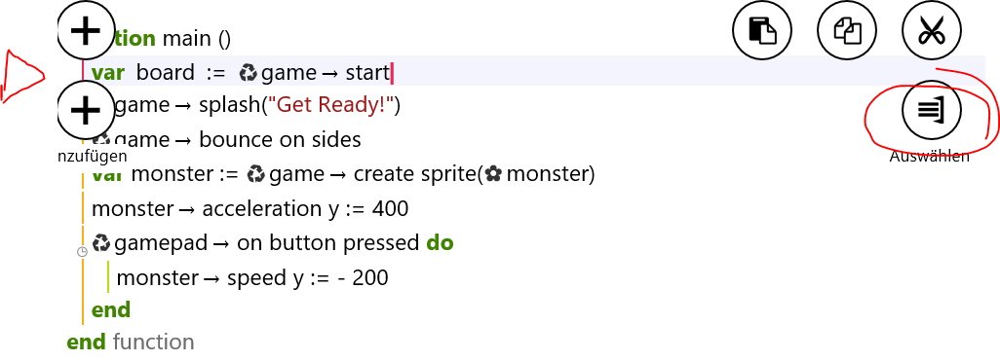 tion main ()
var board := ♻game → start
game → splash("Get Ready!")
♻game → bounce on sides
nzufügen
Auswählen
var monster := ♻game → create sprite(✿monster)
monster → acceleration y := 400
♻gamepad → on button pressed do
monster → speed y := - 200
end
end function